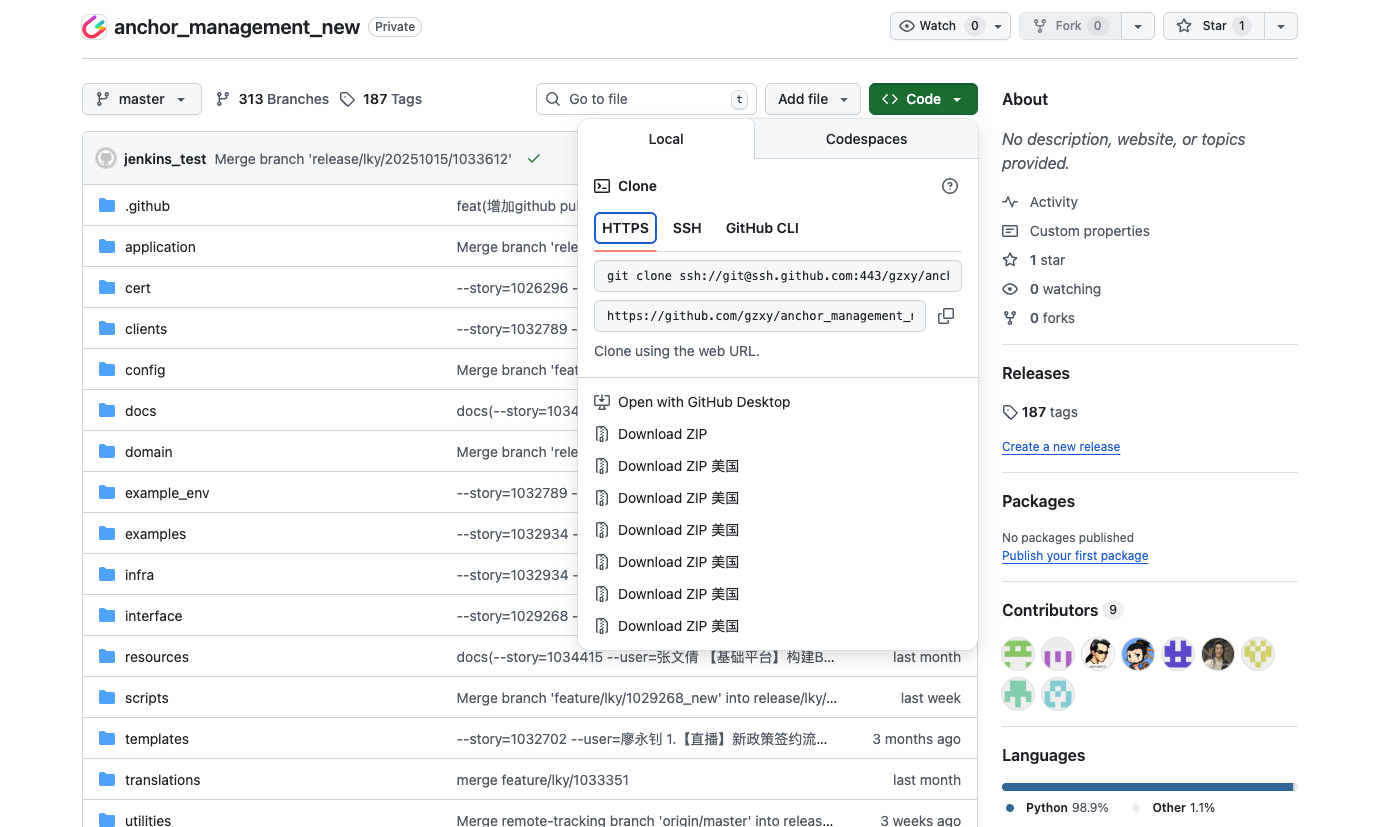 anchor_management_new Private
Watch 0
Fork 0
Star 1
master
313 Branches
187 Tags
Go to file t
Add file
Code
jenkins_test Merge branch 'release/lky/20251015/1033612'
.github feat(增加github pul
application Merge branch 'rele
cert --story=1026296 -
clients --story=1032789 -
config Merge branch 'feat
docs docs(--story=1034
domain Merge branch 'rele
example_env --story=1032789 -
examples --story=1032934 -
infra --story=1032934 -
interface --story=1029268 -
resources docs(--story=1034415 --user=张文倩 【基础平台】构建B... last month
scripts Merge branch 'feature/lky/1029268_new' into release/lky/... last week
templates --story=1032702 --user=廖永钊 1.【直播】新政策签约流... 3 months ago
translations merge feature/lky/1033351 last month
utilities Merge remote-tracking branch 'origin/master' into releas... 3 weeks ago
Local
Codespaces
Clone
HTTPS
SSH
GitHub CLI
git clone ssh://git@ssh.github.com:443/gzxy/anch
https://github.com/gzxy/anchor_management_n
Clone using the web URL.
Open with GitHub Desktop
Download ZIP
Download ZIP 美国
Download ZIP 美国
Download ZIP 美国
Download ZIP 美国
Download ZIP 美国
Download ZIP 美国
About
No description, website, or topics
provided.
Activity
Custom properties
1 star
0 watching
0 forks
Releases
187 tags
Create a new release
Packages
No packages published
Publish your first package
Contributors 9
Languages
Python 98.9%
Other 1.1%